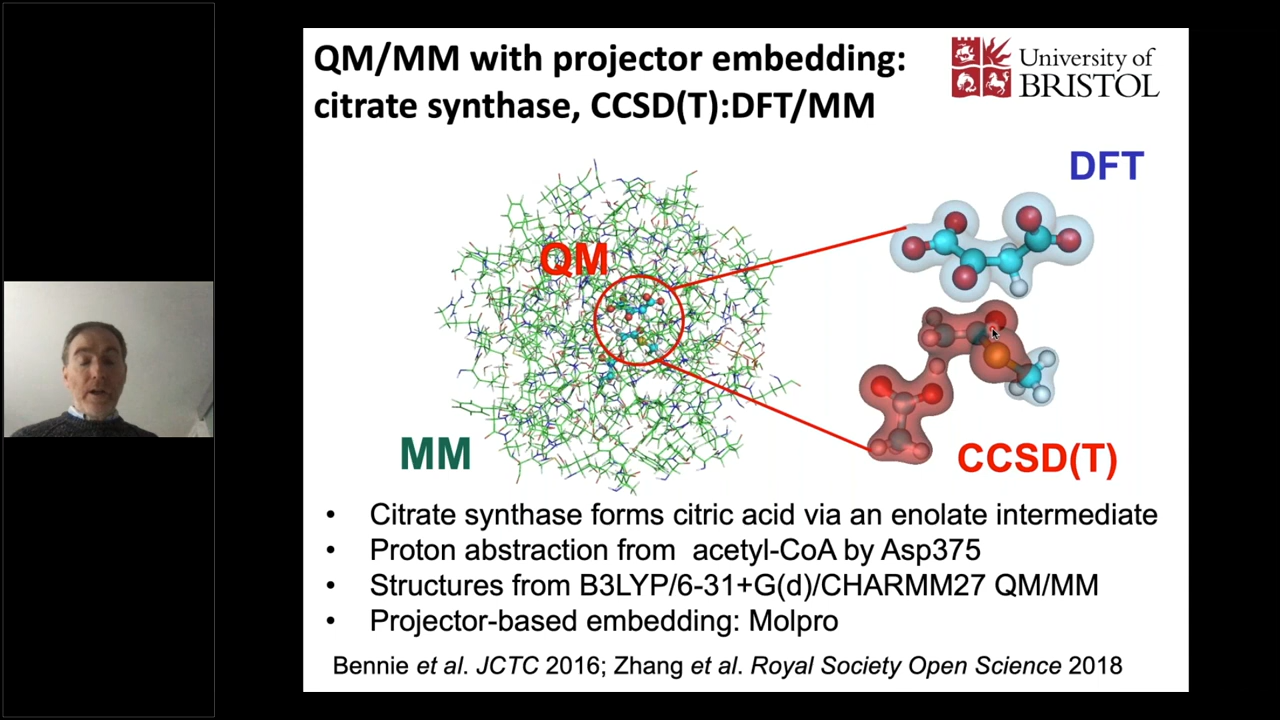 QM/MM with projector embedding:
citrate synthase, CCSD(T):DFT/MM
University of
BRISTOL
DFT
QM
MM
CCSD(T)
• Citrate synthase forms citric acid via an enolate intermediate
• Proton abstraction from acetyl-CoA by Asp375
• Structures from B3LYP/6-31+G(d)/CHARMM27 QM/MM
• Projector-based embedding: Molpro
Bennie et al. JCTC 2016; Zhang et al. Royal Society Open Science 2018